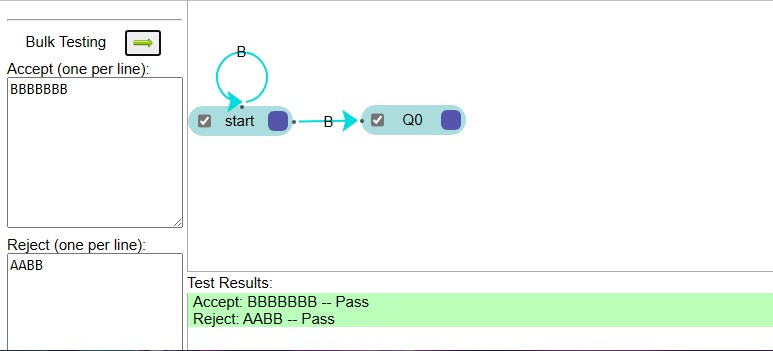 Bulk Testing
Accept (one per line):
BBBBBBB
Reject (one per line):
AABB
B
start
B
Q0
Test Results:
Accept: BBBBBBB -- Pass
Reject: AABB -- Pass